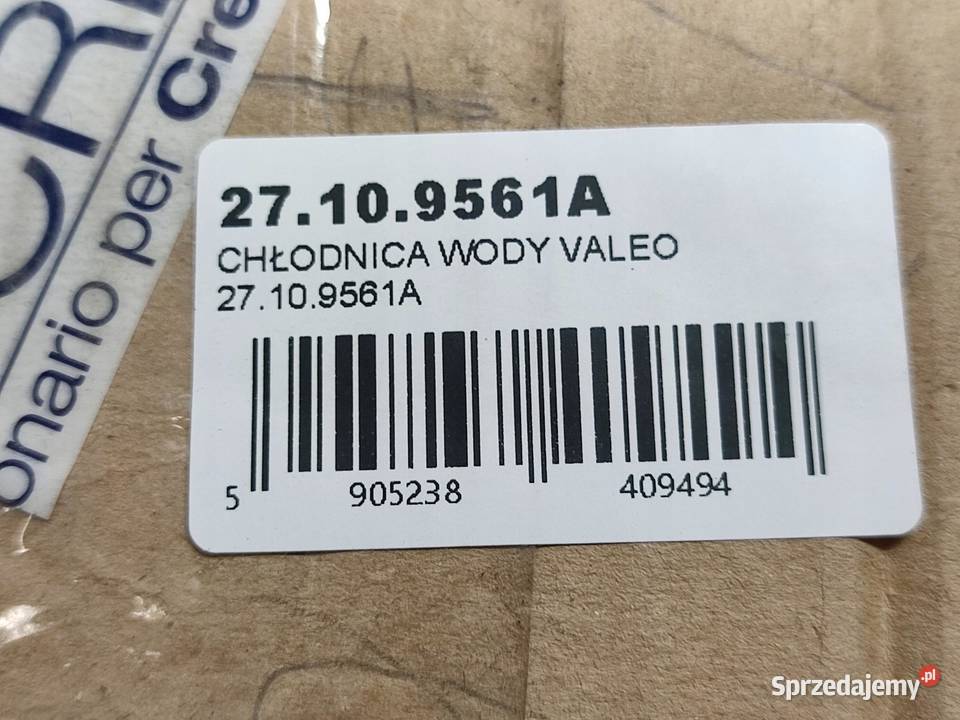 onario per Cre
27.10.9561A
CHŁODNICA WODY VALEO
27.10.9561A
5 905238 409494
Sprzedajemy.pl